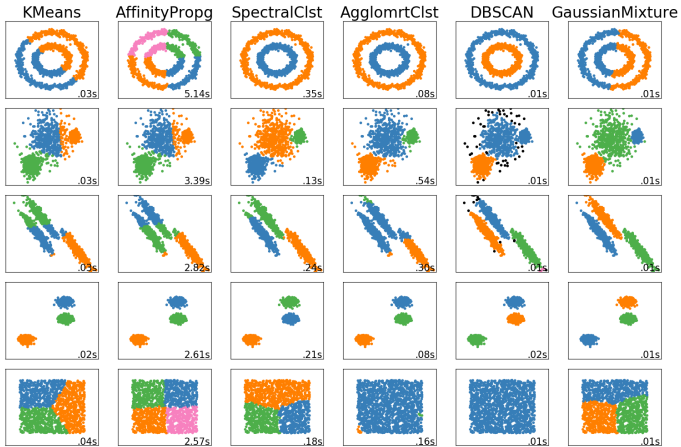 KMeans AffinityPropg SpectralClst AgglomrtClst DBSCAN GaussianMixture
.03s 5.14s .35s .08s .01s .01s
.03s 3.39s .13s .54s .01s .01s
.03s 2.82s .24s .30s .01s .01s
.02s 2.61s .21s .08s .02s .01s
.04s 2.57s .18s .16s .01s .01s